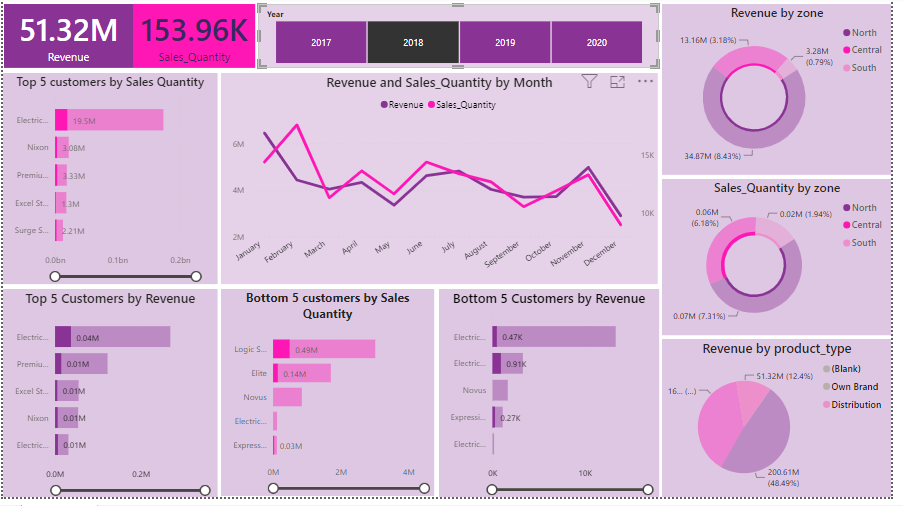 51.32M
Revenue
153.96K
Sales_Quantity
Year
2017
2018
2019
2020
Revenue by zone
13.16M (3.18%)
3.28M
(0.79%)
34.87M (8.43%)
North
Central
South
Top 5 customers by Sales Quantity
Electric...
19.5M
Nixon
3.08M
Premiu...
3.33M
Excel St...
1.3M
Surge S...
2.21M
0.0bn
0.1bn
0.2bn
Revenue and Sales_Quantity by Month
Revenue
Sales_Quantity
6M
4M
2M
15K
10K
January
February
March
April
May
June
July
August
September
October
November
December
Sales_Quantity by zone
0.06M
(6.18%)
0.02M (1.94%)
0.07M (7.31%)
North
Central
South
Top 5 Customers by Revenue
Electric...
0.04M
Premiu...
0.01M
Excel St...
0.01M
Nixon
0.01M
Electric...
0.01M
0.0M
0.2M
Bottom 5 customers by Sales
Quantity
Logic S...
0.49M
Elite
0.14M
Novus
Electric...
Express...
0.03M
0M
2M
4M
Bottom 5 Customers by Revenue
Electric...
0.47K
Electric...
0.91K
Novus
Expressi...
0.27K
Electric...
0K
10K
Revenue by product_type
51.32M (12.4%)
16... (...)
200.61M
(48.49%)
(Blank)
Own Brand
Distribution